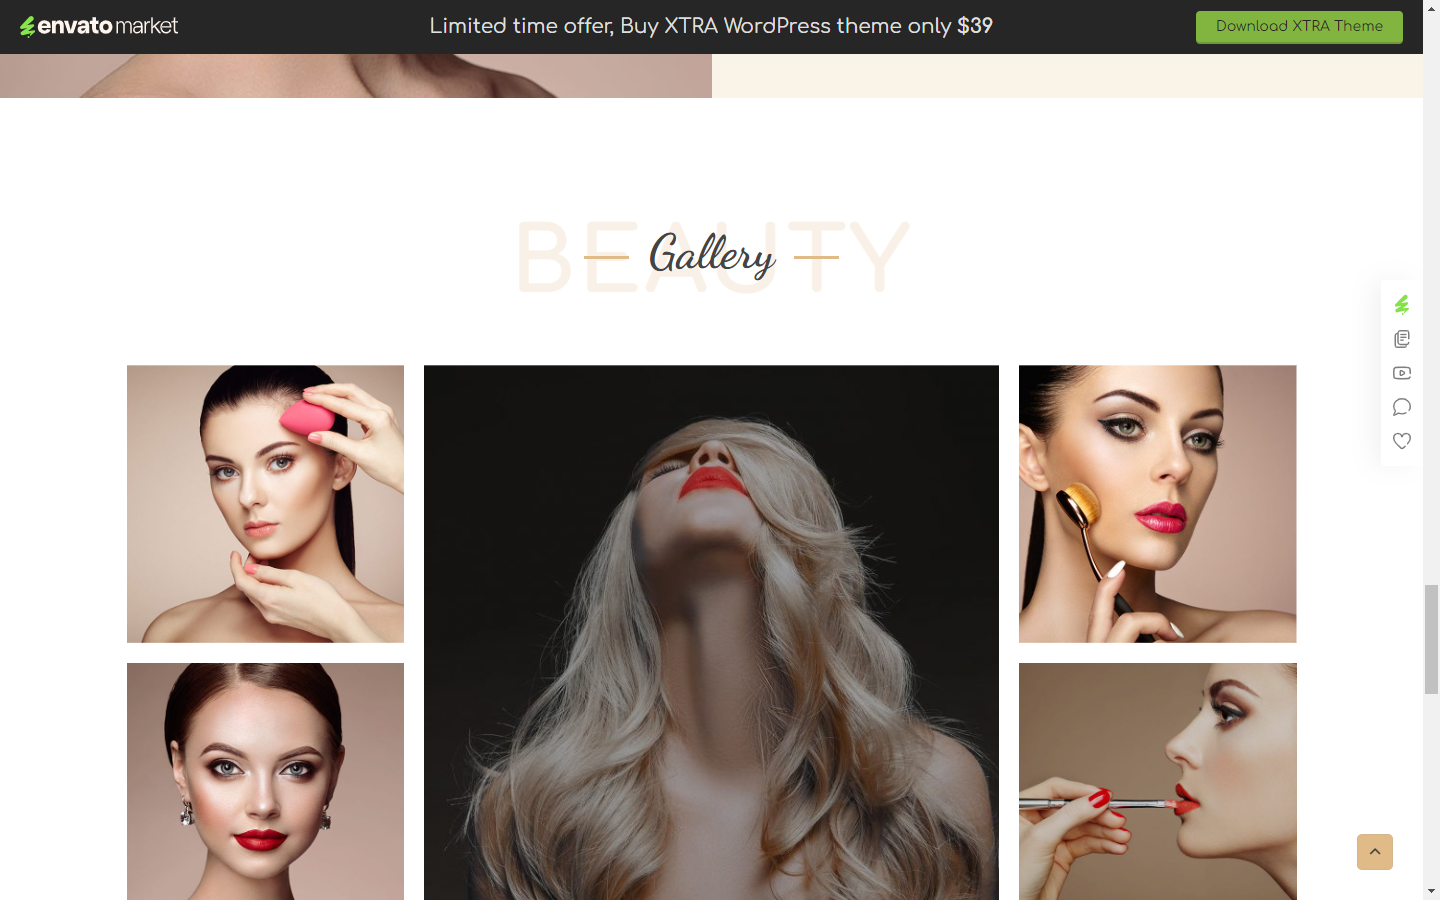 envato market
Limited time offer, Buy XTRA WordPress theme only $39
Download XTRA Theme
BEAUTY
Gallery